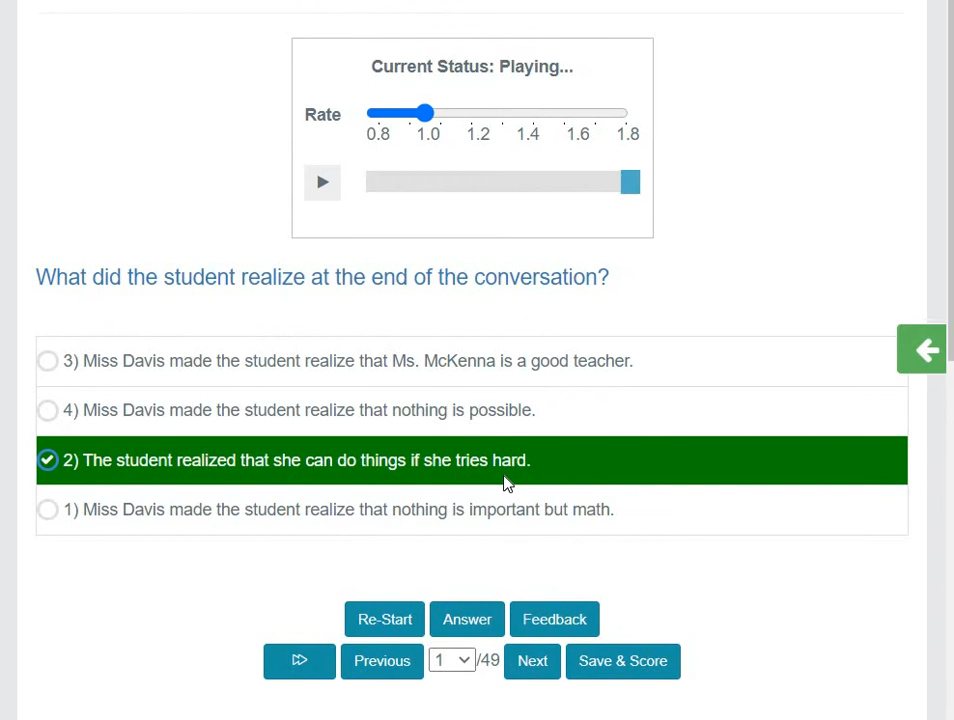 Current Status: Playing...
Rate
0.8 1.0 1.2 1.4 1.6 1.8
What did the student realize at the end of the conversation?
3) Miss Davis made the student realize that Ms. McKenna is a good teacher.
4) Miss Davis made the student realize that nothing is possible.
2) The student realized that she can do things if she tries hard.
1) Miss Davis made the student realize that nothing is important but math.
Re-Start Answer Feedback
Previous 1 /49 Next Save & Score